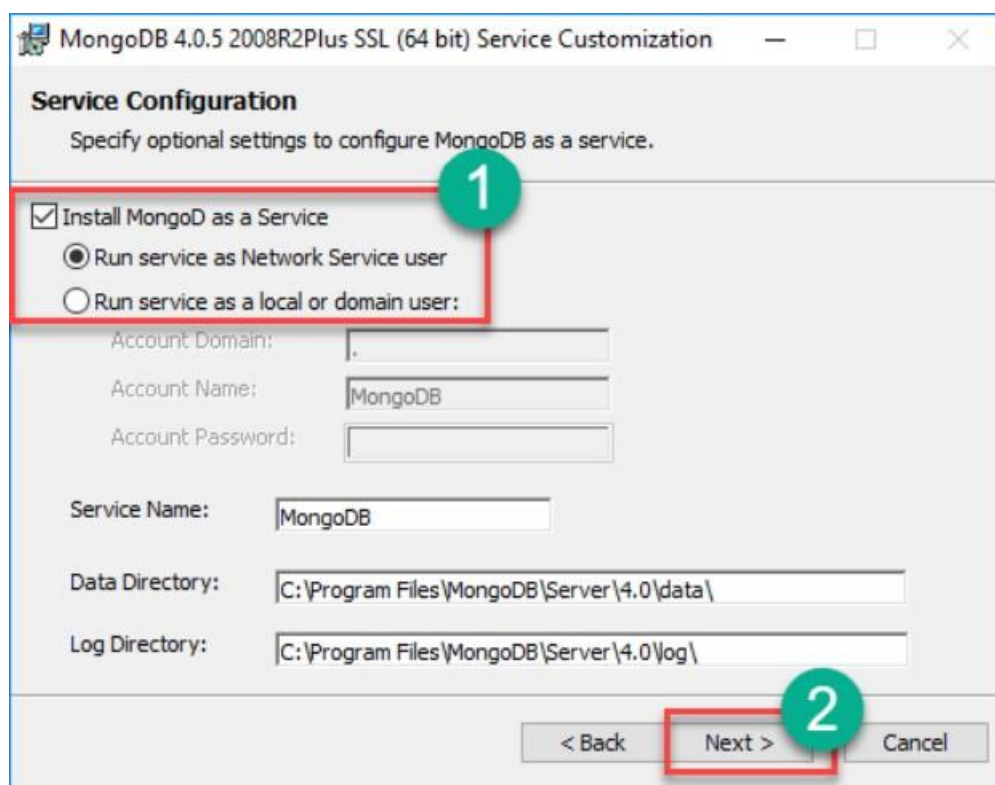 MongoDB 4.0.5 2008R2Plus SSL (64 bit) Service Customization
Service Configuration
Specify optional settings to configure MongoDB as a service.
1
Install MongoD as a Service
Run service as Network Service user
Run service as a local or domain user:
Account Domain: .
Account Name: MongoDB
Account Password:
Service Name: MongoDB
Data Directory: C:\Program Files\MongoDB\Server\4.0\data\
Log Directory: C:\Program Files\MongoDB\Server\4.0\log\
2
< Back Next > Cancel